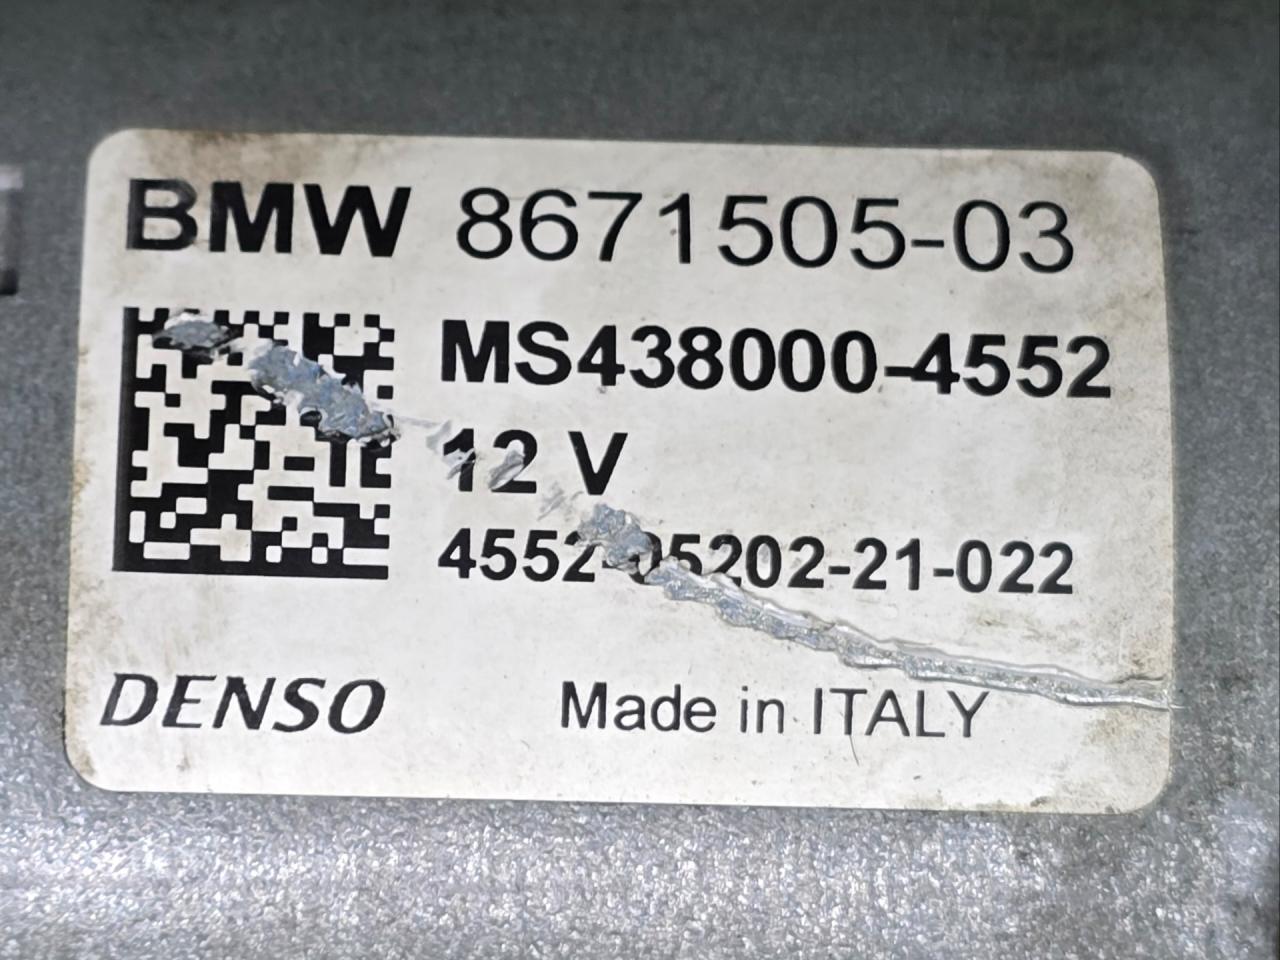 BMW 8671505-03
MS438000-4552
12 V
4552-05202-21-022
DENSO
Made in ITALY